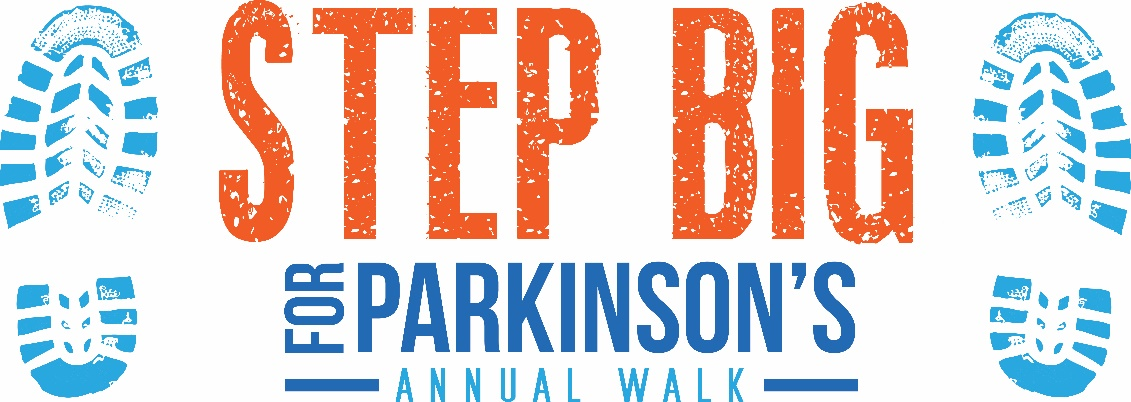 STEP BIG
FOR PARKINSON'S
ANNUAL WALK